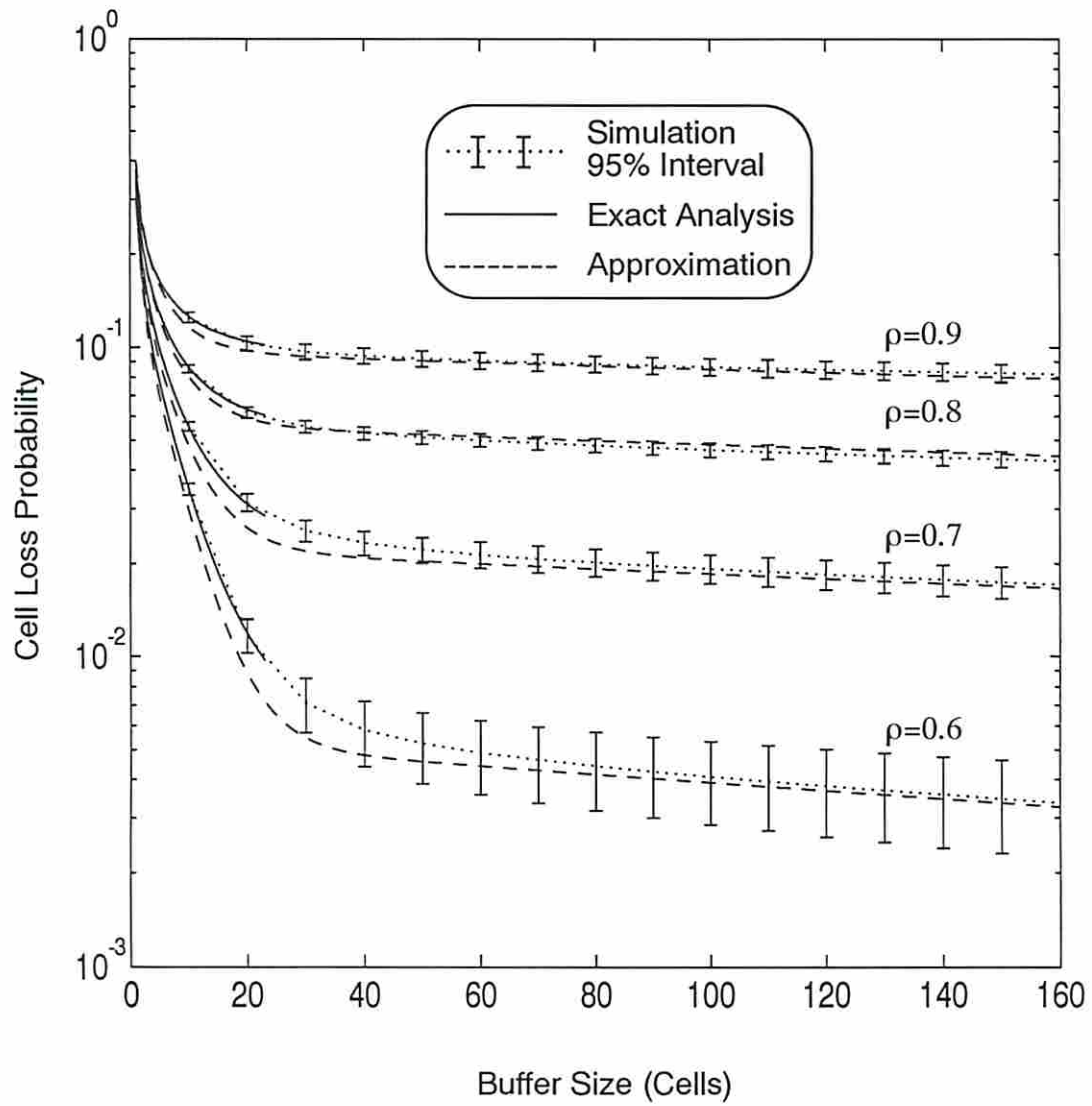 10^0
Simulation
95% Interval
Exact Analysis
Approximation
10^-1
ρ=0.9
ρ=0.8
Cell Loss Probability
ρ=0.7
10^-2
ρ=0.6
10^-3
0 20 40 60 80 100 120 140 160
Buffer Size (Cells)